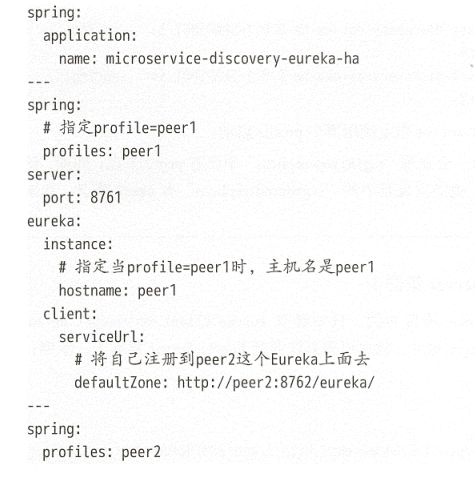 spring:
  application:
    name: microservice-discovery-eureka-ha
---
spring:
  # 指定profile=peer1
  profiles: peer1
server:
  port: 8761
eureka:
  instance:
    # 指定当profile=peer1时，主机名是peer1
    hostname: peer1
  client:
    serviceUrl:
      # 将自己注册到peer2这个Eureka上面去
      defaultZone: http://peer2:8762/eureka/
---
spring:
  profiles: peer2